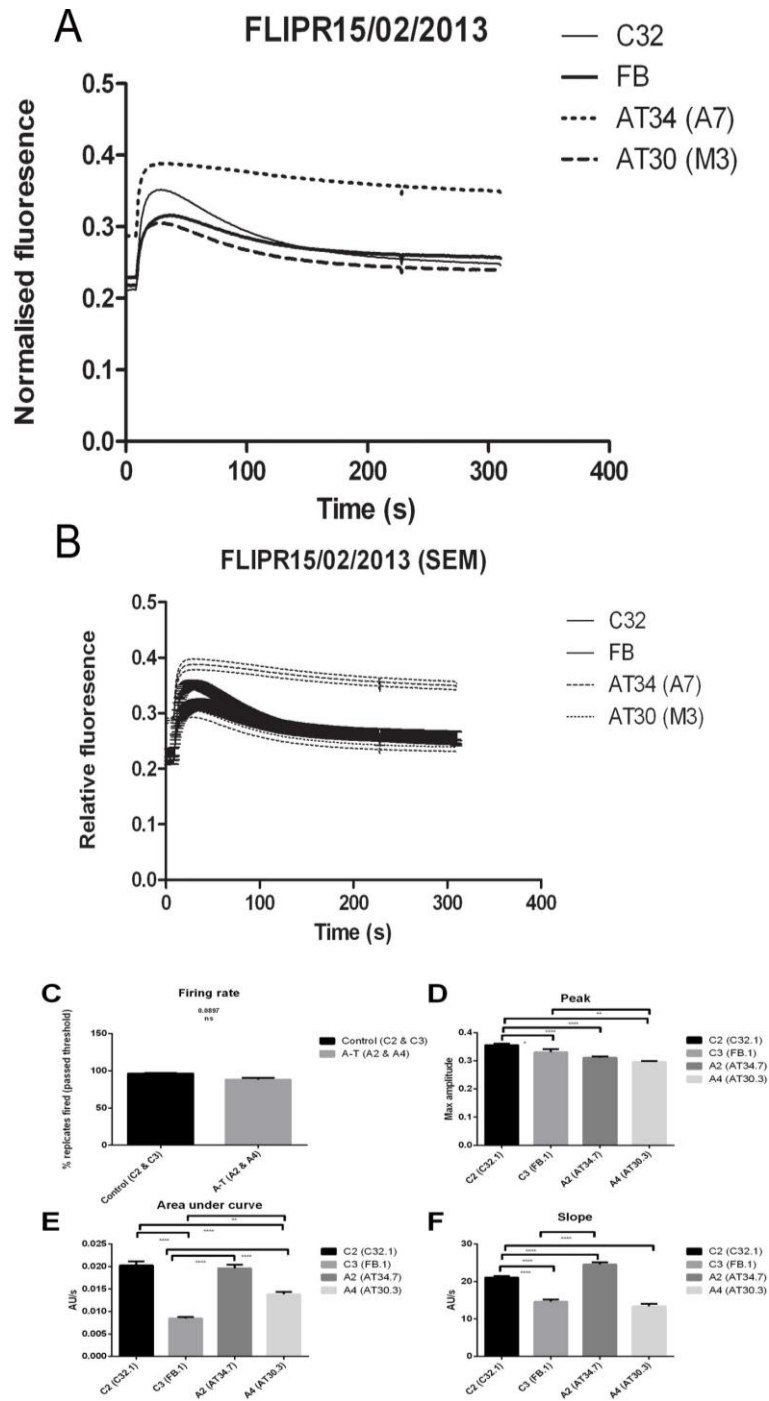 A
FLIPR15/02/2013
C32
FB
AT34 (A7)
AT30 (M3)
Normalised fluoresence
0.5
0.4
0.3
0.2
0.1
0.0
0
100
200
300
400
Time (s)
B
FLIPR15/02/2013 (SEM)
C32
FB
AT34 (A7)
AT30 (M3)
Relative fluoresence
0.5
0.4
0.3
0.2
0.1
0.0
0
100
200
300
400
Time (s)
C
Firing rate
0.0897
ns
% replicates fired (passed threshold)
150
100
50
0
Control (C2 & C3)
A-T (A2 & A4)
Control (C2 & C3)
A-T (A2 & A4)
D
Peak
**
****
****
*
Max amplitude
0.4
0.3
0.2
0.1
0.0
C2 (C32.1)
C3 (FB.1)
A2 (AT34.7)
A4 (AT30.3)
C2 (C32.1)
C3 (FB.1)
A2 (AT34.7)
A4 (AT30.3)
E
Area under curve
**
****
****
****
AU/s
0.025
0.020
0.015
0.010
0.005
0.000
C2 (C32.1)
C3 (FB.1)
A2 (AT34.7)
A4 (AT30.3)
C2 (C32.1)
C3 (FB.1)
A2 (AT34.7)
A4 (AT30.3)
F
Slope
****
****
****
****
AU/s
30
20
10
0
C2 (C32.1)
C3 (FB.1)
A2 (AT34.7)
A4 (AT30.3)
C2 (C32.1)
C3 (FB.1)
A2 (AT34.7)
A4 (AT30.3)